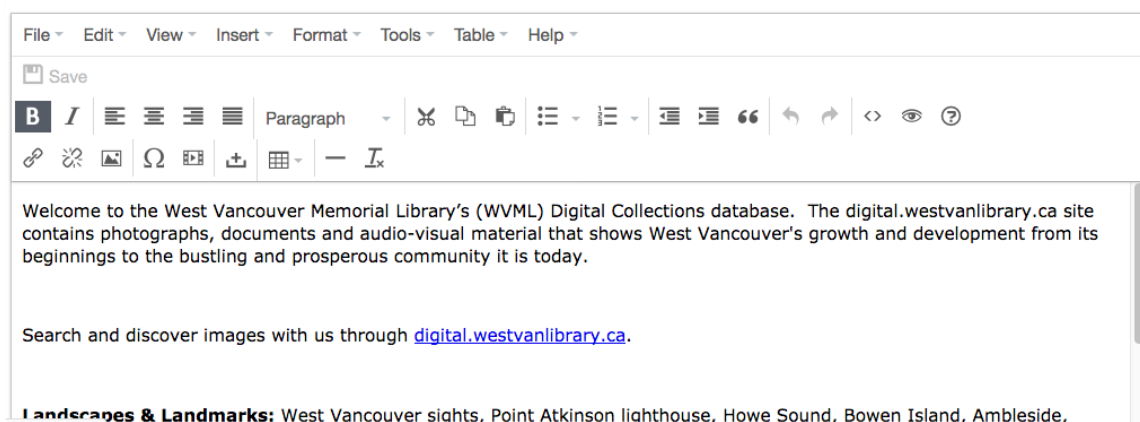 File Edit View Insert Format Tools Table Help
Save
B I Paragraph
Welcome to the West Vancouver Memorial Library’s (WVML) Digital Collections database.  The digital.westvanlibrary.ca site
contains photographs, documents and audio-visual material that shows West Vancouver's growth and development from its
beginnings to the bustling and prosperous community it is today.
Search and discover images with us through digital.westvanlibrary.ca.
Landscapes & Landmarks: West Vancouver sights, Point Atkinson lighthouse, Howe Sound, Bowen Island, Ambleside,